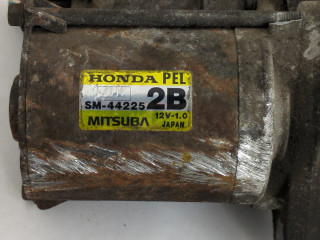 HONDA PEL
SM-44225 2B
12V-1.0
MITSUBA JAPAN